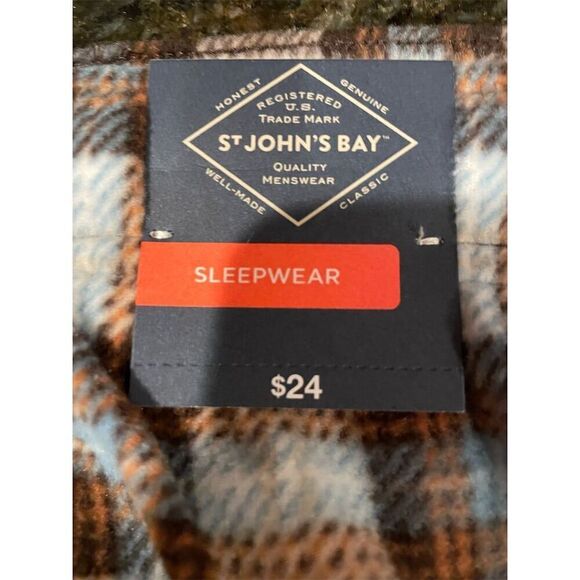 HONEST
GENUINE
REGISTERED
U.S.
TRADE MARK
ST JOHN'S BAY™
QUALITY
MENSWEAR
WELL-MADE
CLASSIC
SLEEPWEAR
$24